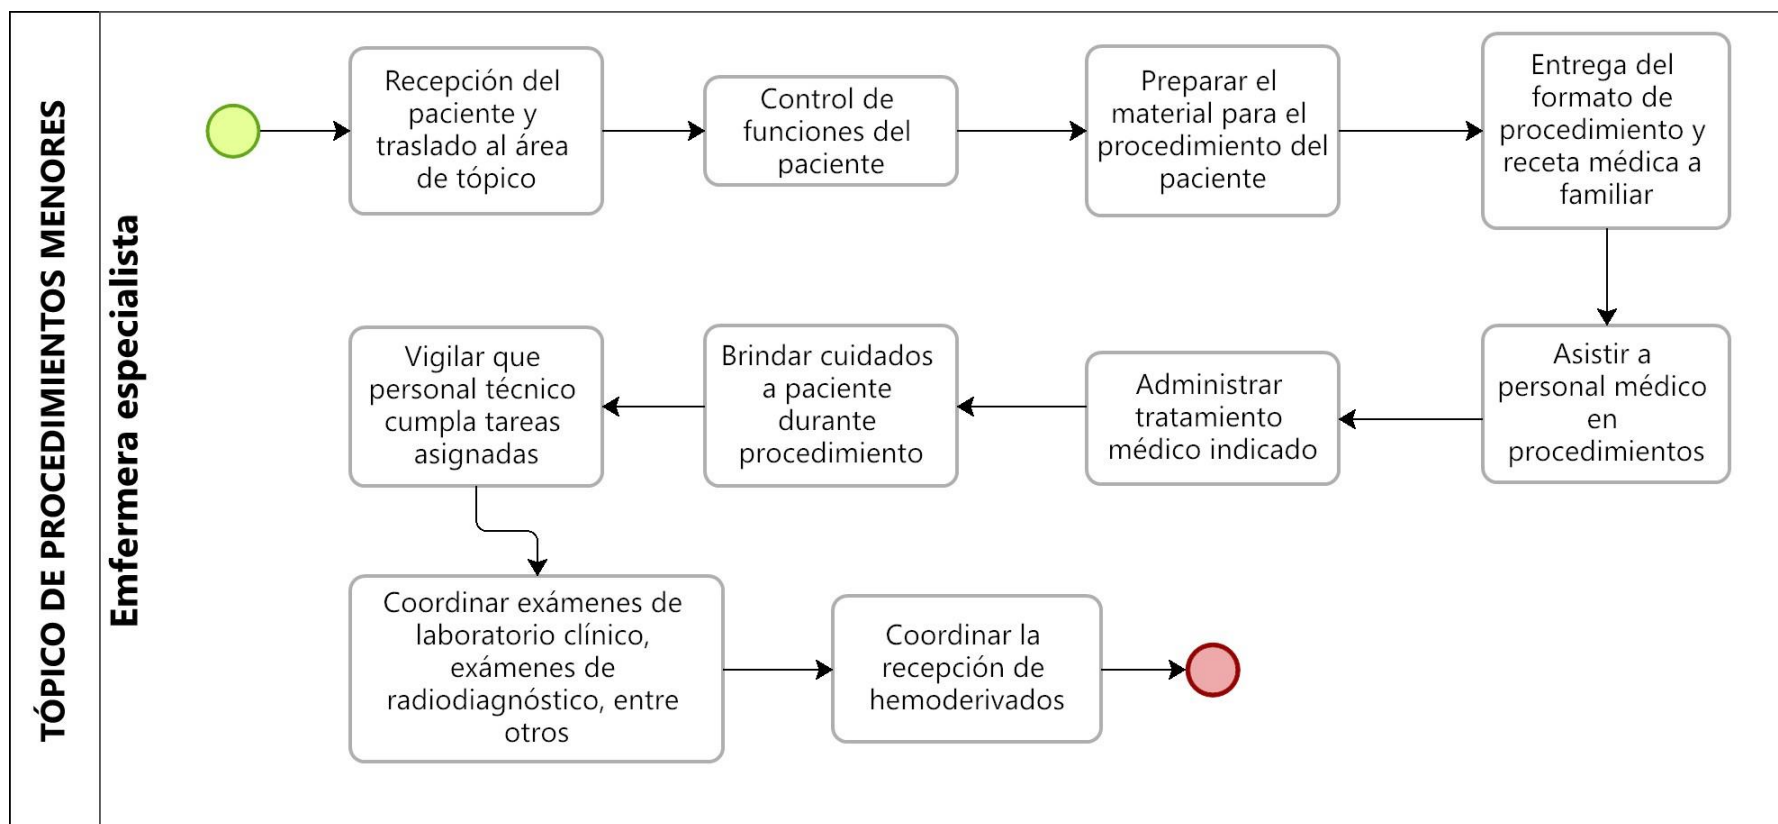 TÓPICO DE PROCEDIMIENTOS MENORES
Emfermera especialista
Recepción del
paciente y
traslado al área
de tópico
Control de
funciones del
paciente
Preparar el
material para el
procedimiento del
paciente
Entrega del
formato de
procedimiento y
receta médica a
familiar
Asistir a
personal médico
en
procedimientos
Administrar
tratamiento
médico indicado
Brindar cuidados
a paciente
durante
procedimiento
Vigilar que
personal técnico
cumpla tareas
asignadas
Coordinar exámenes de
laboratorio clínico,
exámenes de
radiodiagnóstico, entre
otros
Coordinar la
recepción de
hemoderivados